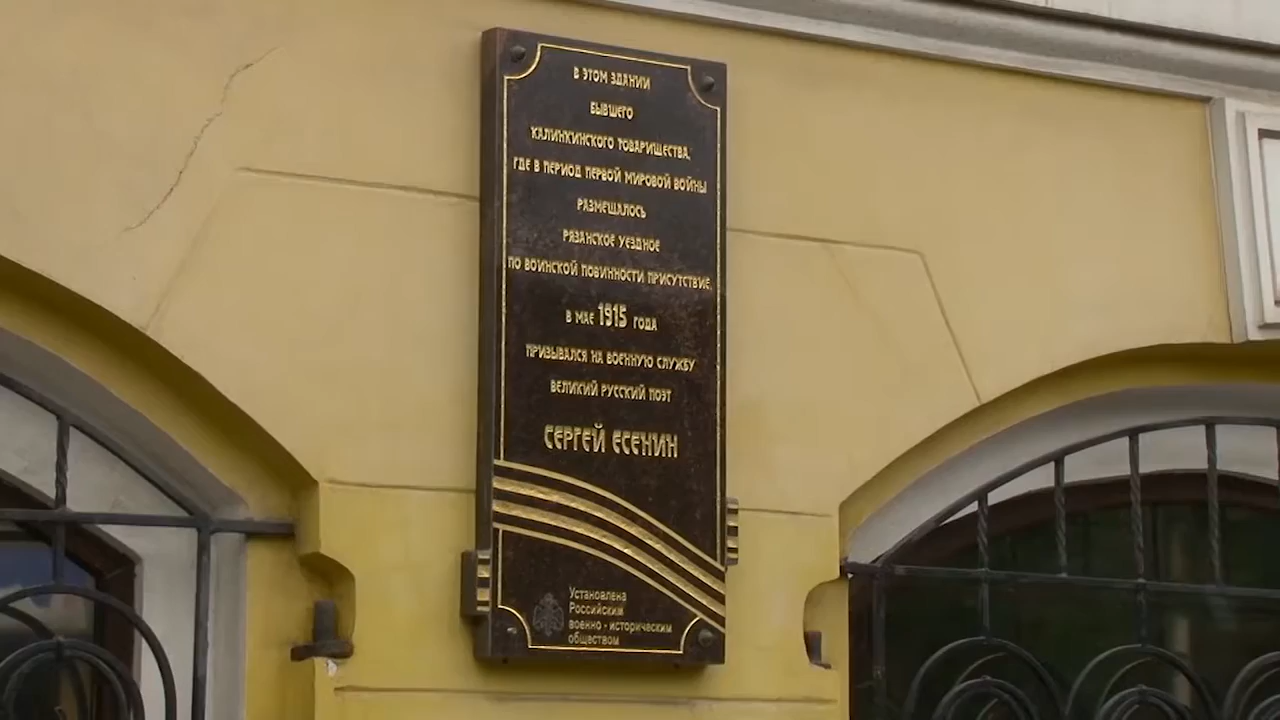 В ЭТОМ ЗДАНИИ
БЫВШЕГО
КАЛИНКИНСКОГО ТОВАРИЩЕСТВА,
ГДЕ В ПЕРИОД ПЕРВОЙ МИРОВОЙ ВОЙНЫ
РАЗМЕЩАЛОСЬ
РЯЗАНСКОЕ УЕЗДНОЕ
ПО ВОИНСКОЙ ПОВИННОСТИ ПРИСУТСТВИЕ,
В МАЕ 1915 ГОДА
ПРИЗЫВАЛСЯ НА ВОЕННУЮ СЛУЖБУ
ВЕЛИКИЙ РУССКИЙ ПОЭТ
СЕРГЕЙ ЕСЕНИН
Установлена
Российским
военно - историческим
обществом